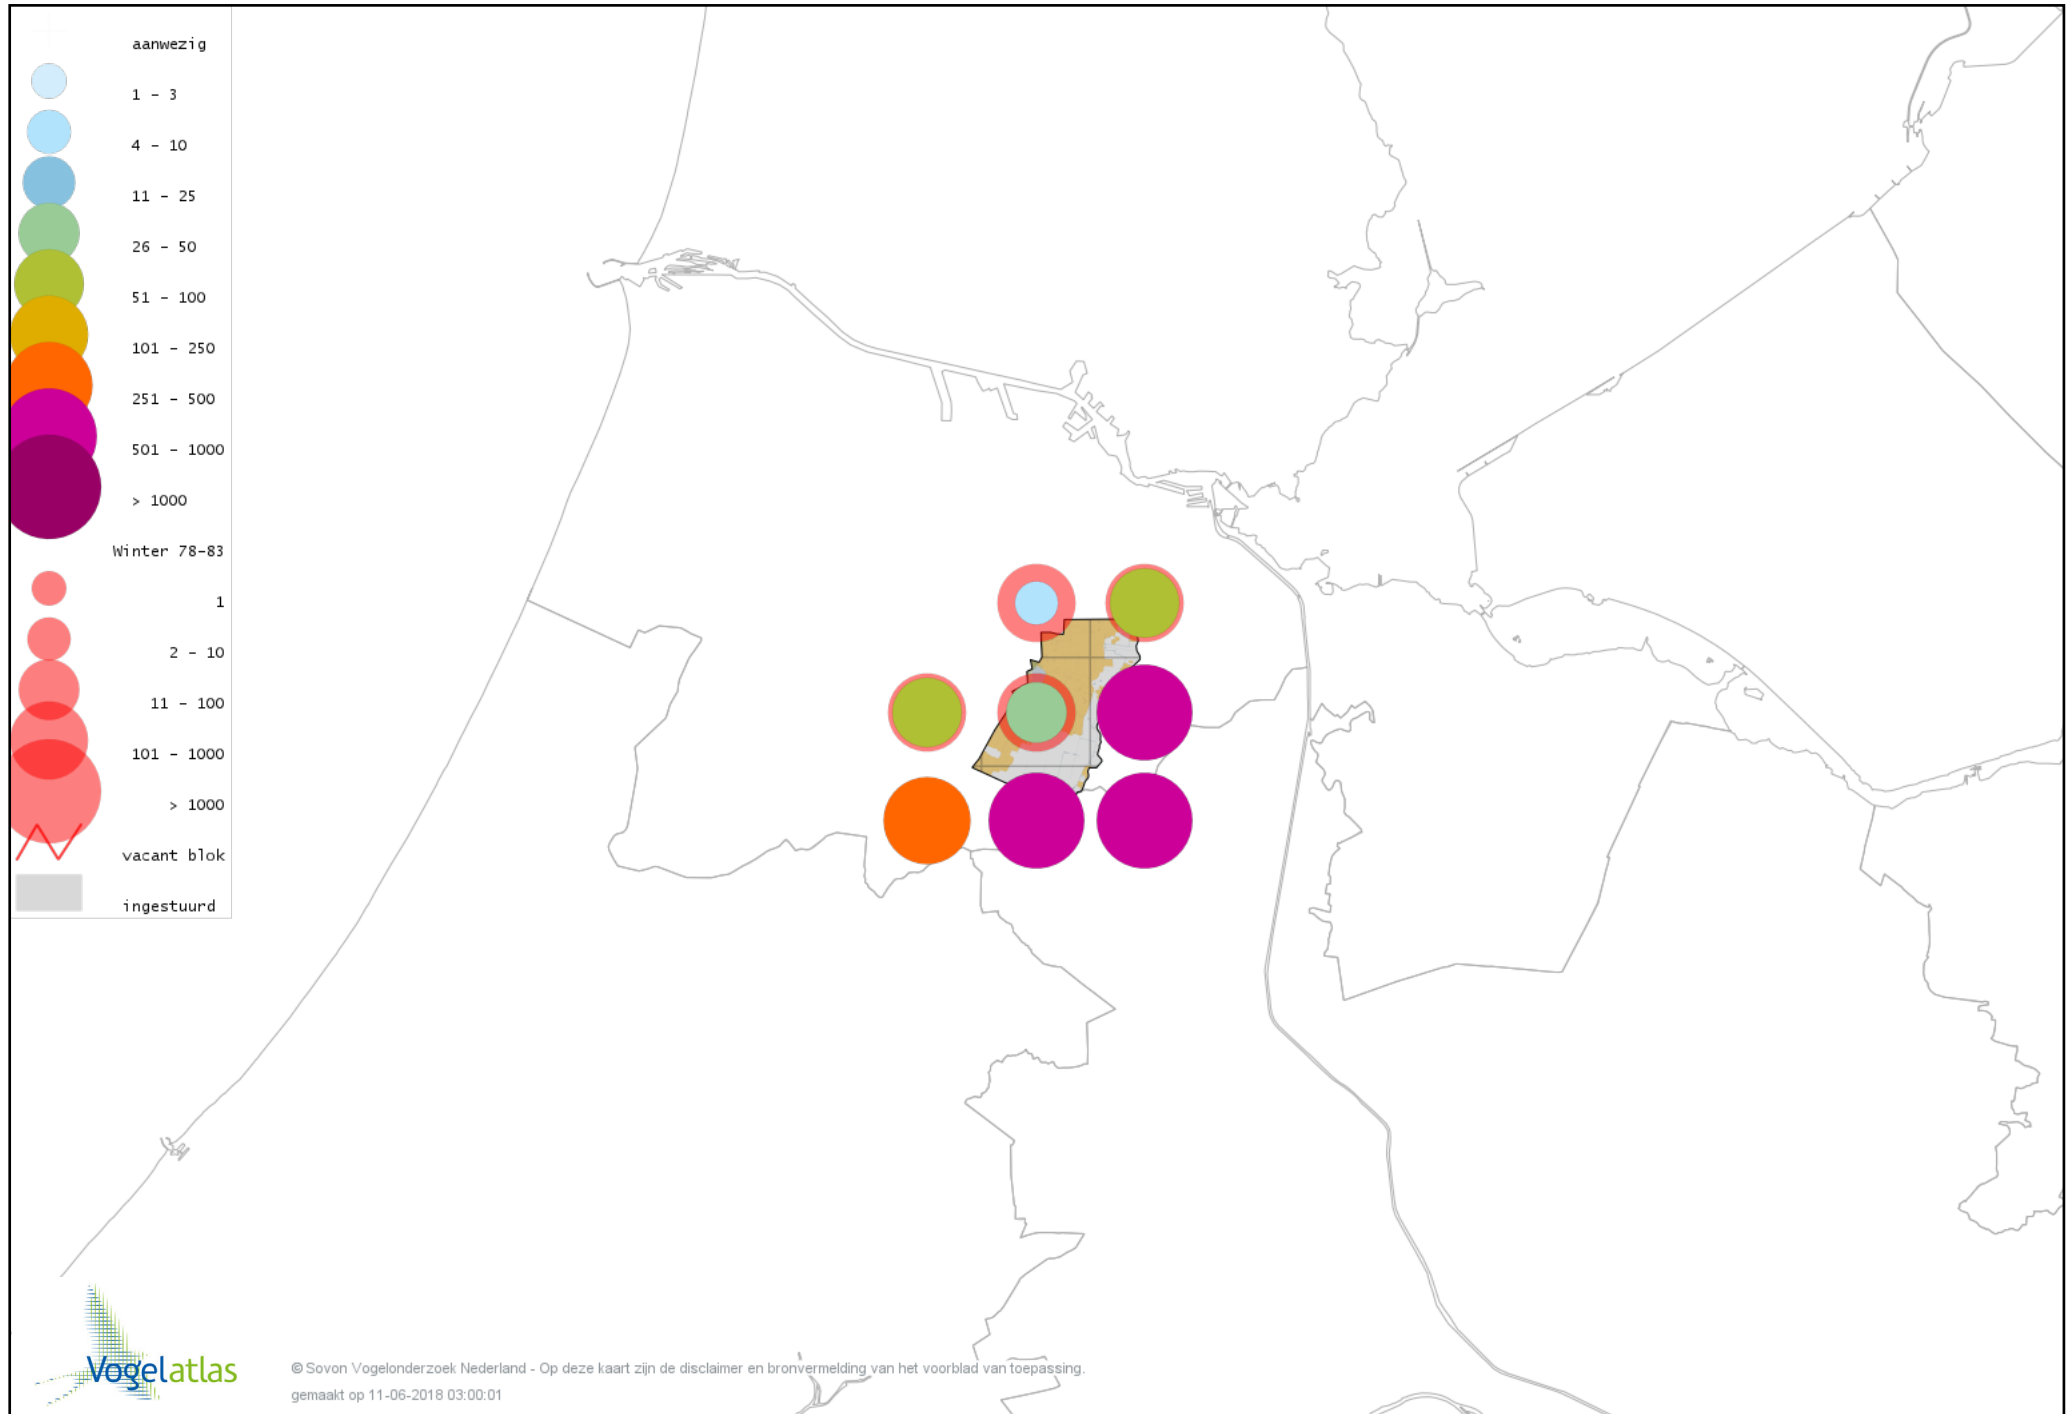 aanwezig
1 - 3
4 - 10
11 - 25
26 - 50
51 - 100
101 - 250
251 - 500
501 - 1000
> 1000
Winter 78-83
1
2 - 10
11 - 100
101 - 1000
> 1000
vacant blok
ingestuurd
Vogelatlas
© Sovon Vogelonderzoek Nederland - Op deze kaart zijn de disclaimer en bronvermelding van het voorblad van toepassing.
gemaakt op 11-06-2018 03:00:01